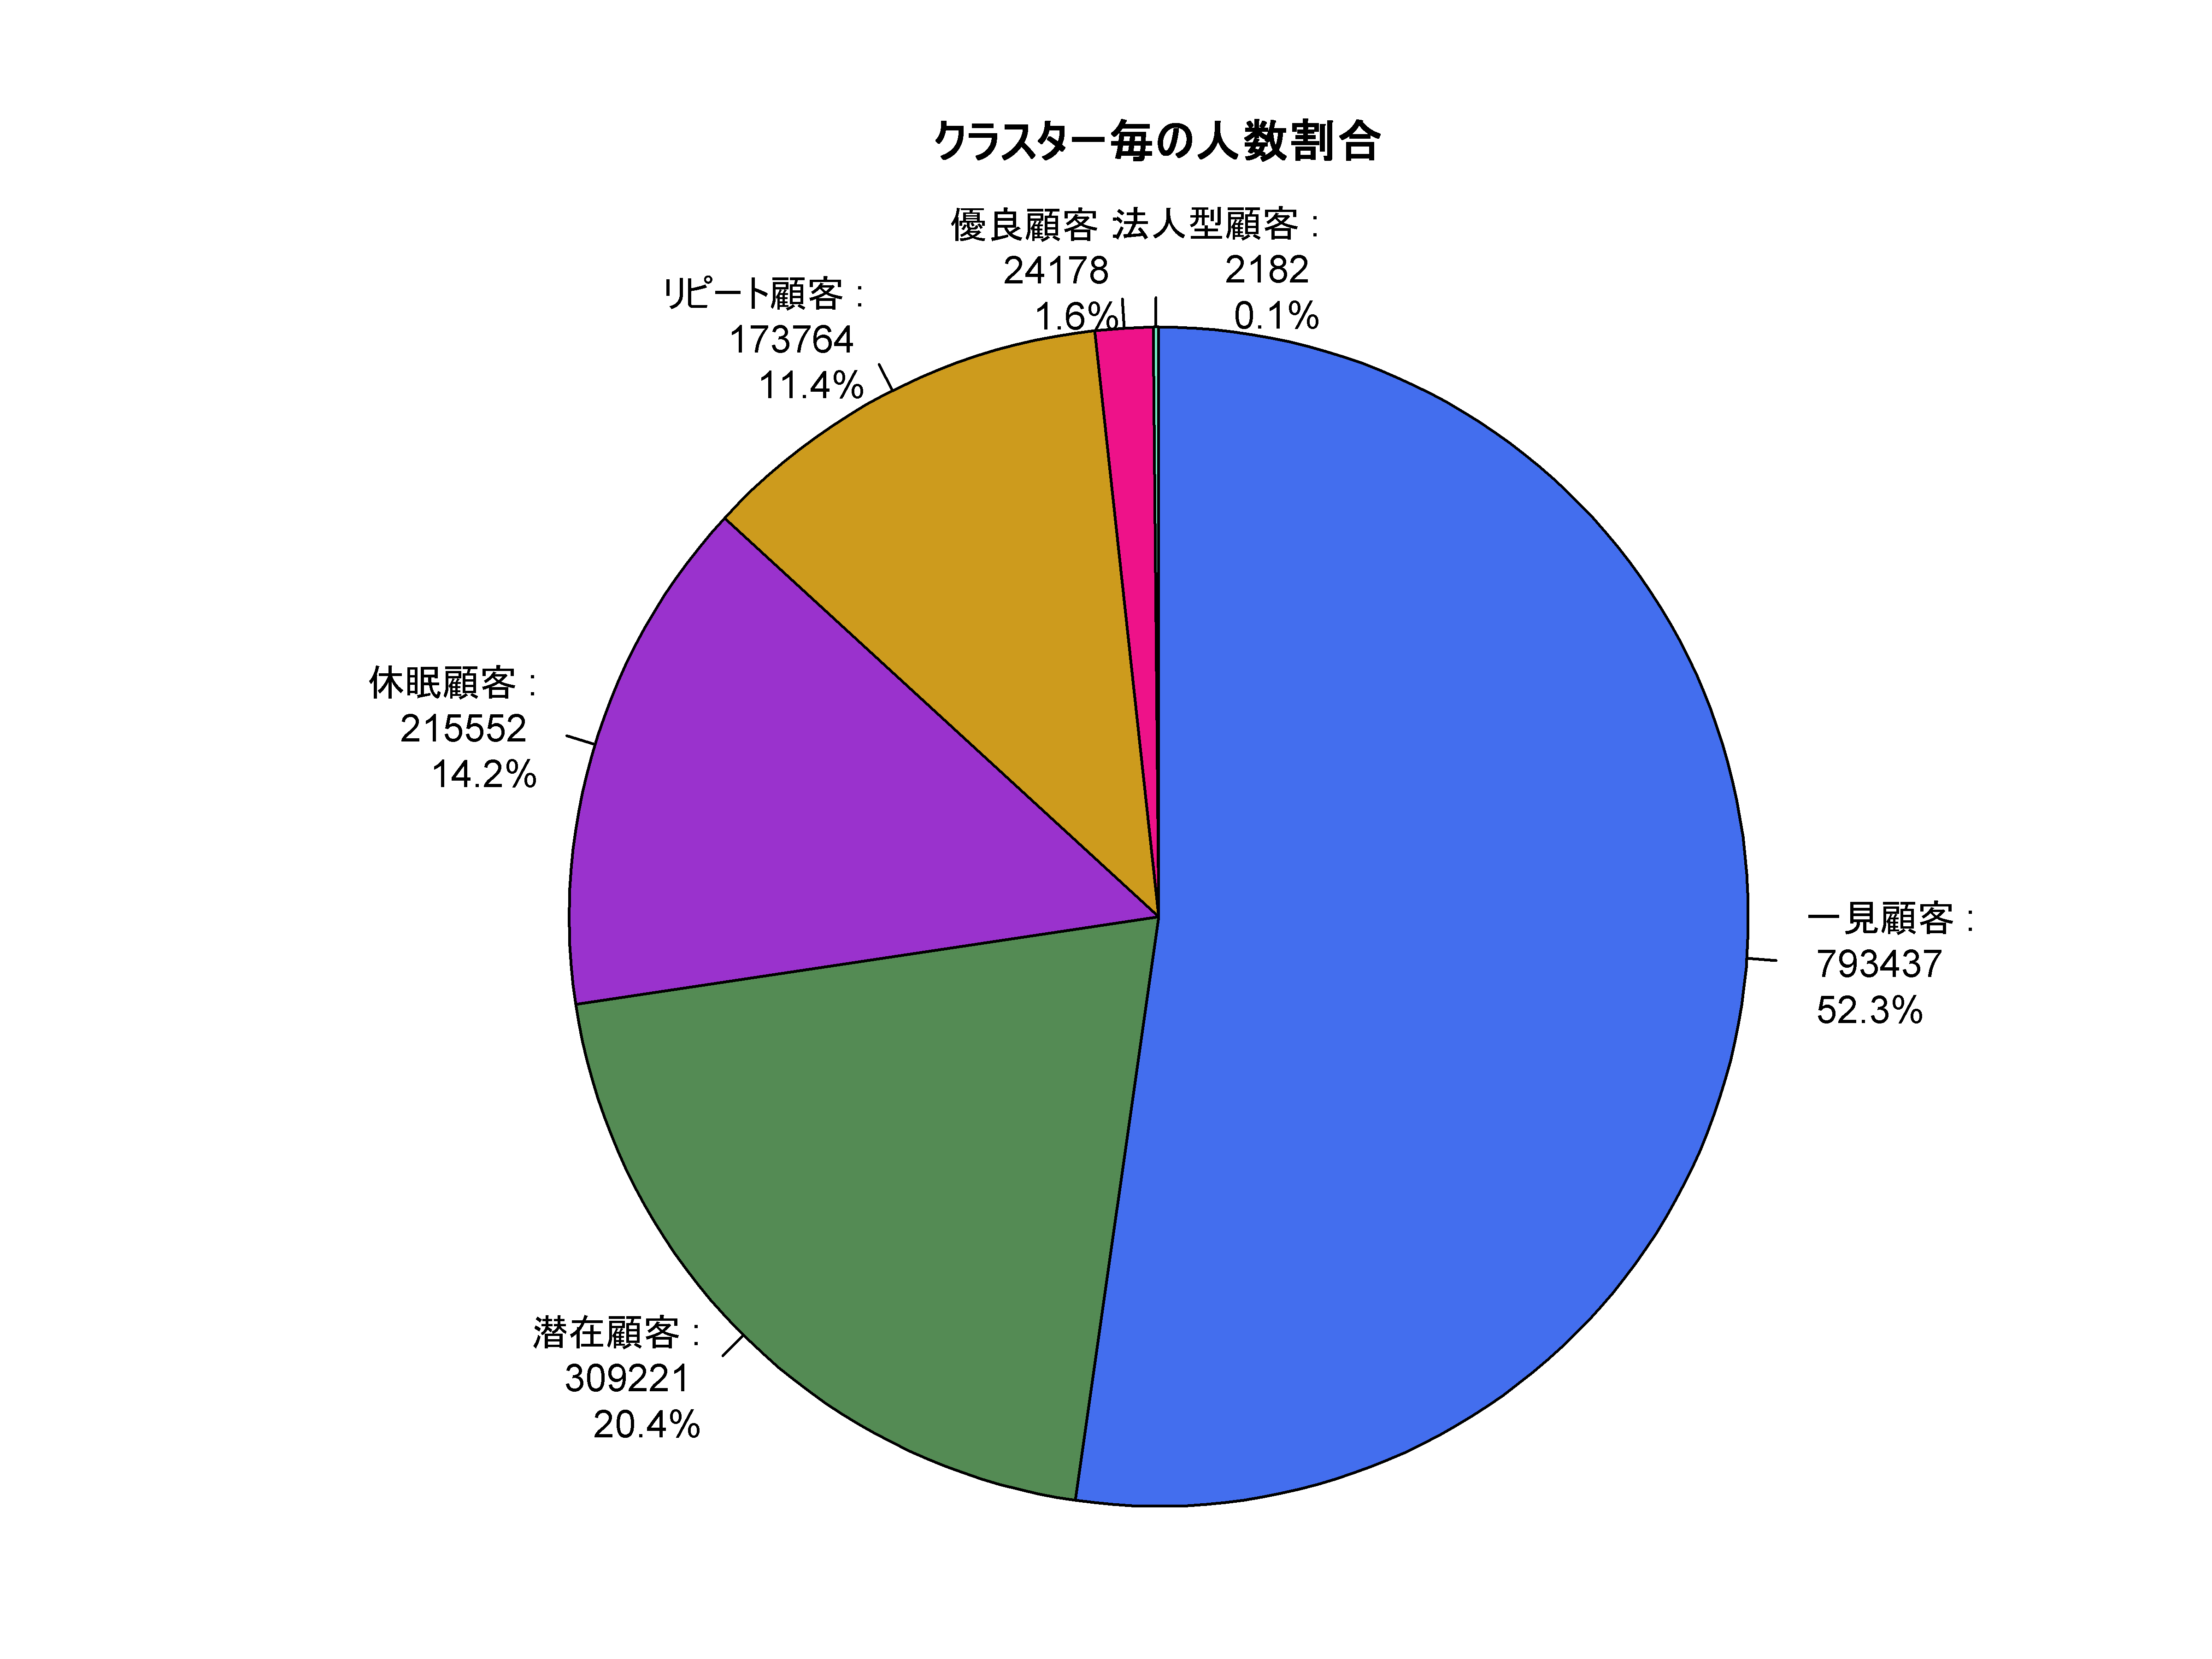 クラスター毎の人数割合
優良顧客
24178
1.6%
法人型顧客 :
2182
0.1%
リピート顧客 :
173764
11.4%
休眠顧客 :
215552
14.2%
一見顧客 :
793437
52.3%
潜在顧客 :
309221
20.4%